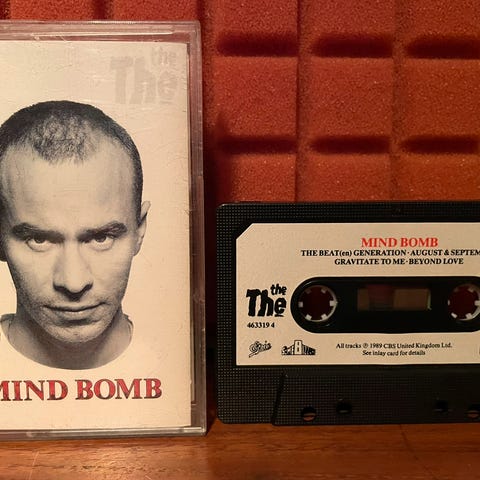 the
The
MIND BOMB
MIND BOMB
THE BEAT(en) GENERATION · AUGUST & SEPTEM
GRAVITATE TO ME · BEYOND LOVE
the
The
463319 4
Epic
All tracks ℗ 1989 CBS United Kingdom Ltd.
See inlay card for details